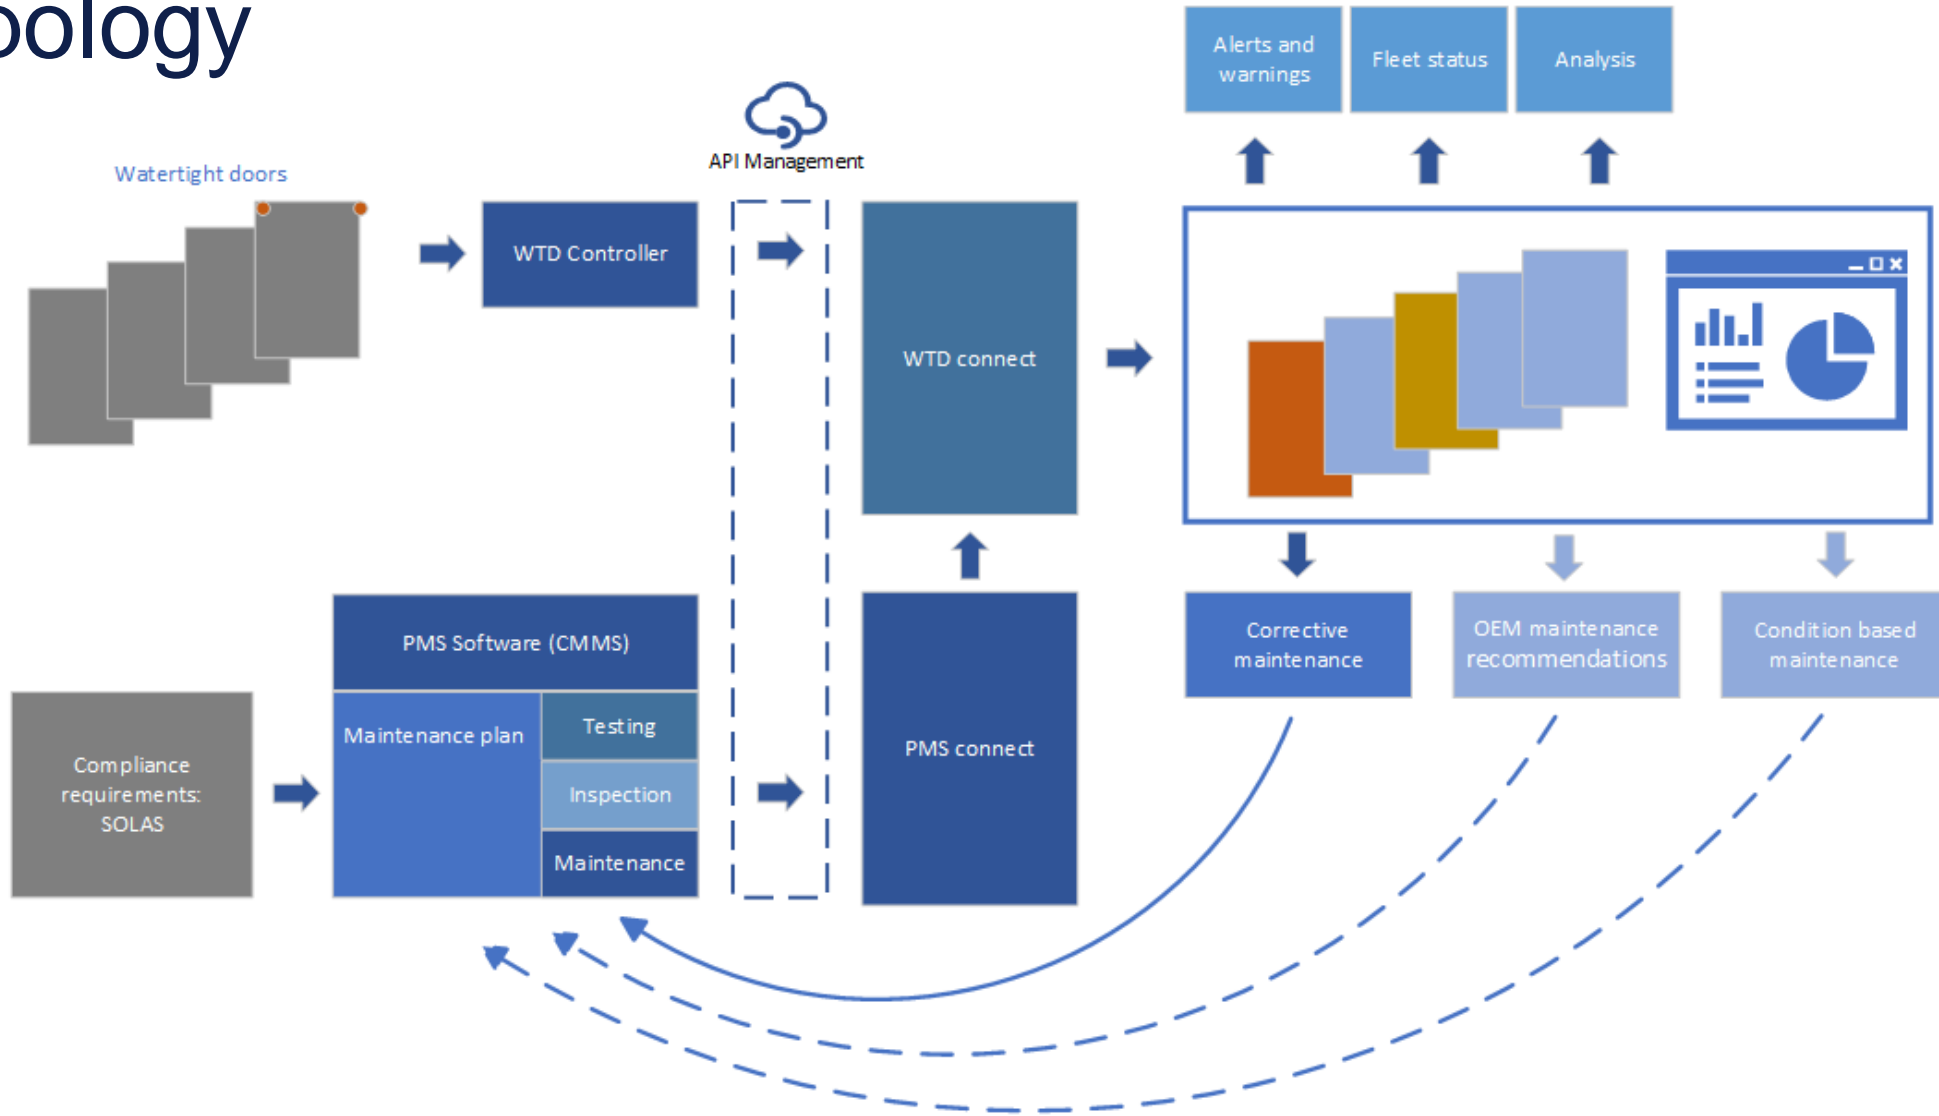 ology
Alerts and
warnings
Fleet status
Analysis
API Management
Watertight doors
WTD Controller
WTD connect
PMS Software (CMMS)
Corrective
maintenance
OEM maintenance
recommendations
Condition based
maintenance
Maintenance plan
Testing
Inspection
Maintenance
PMS connect
Compliance
requirements:
SOLAS